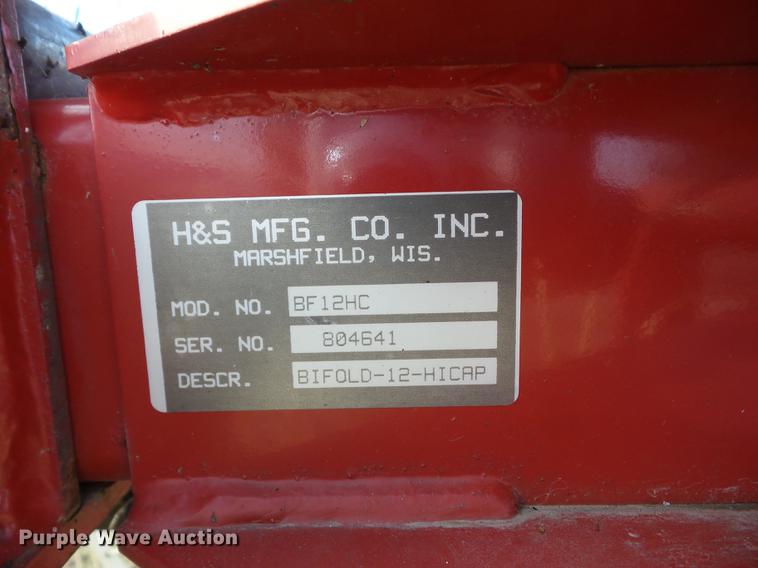 H&S MFG. CO. INC.
MARSHFIELD, WIS.
MOD. NO. BF12HC
SER. NO. 804641
DESCR. BIFOLD-12-HICAP
Purple Wave Auction